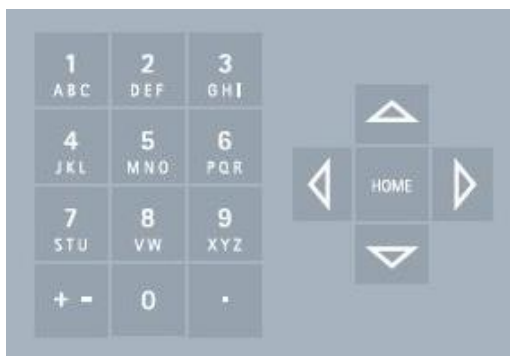 1 2 3
ABC DEF GHI
4 5 6
JKL MNO PQR
7 8 9
STU VW XYZ
HOME
+ - 0 .